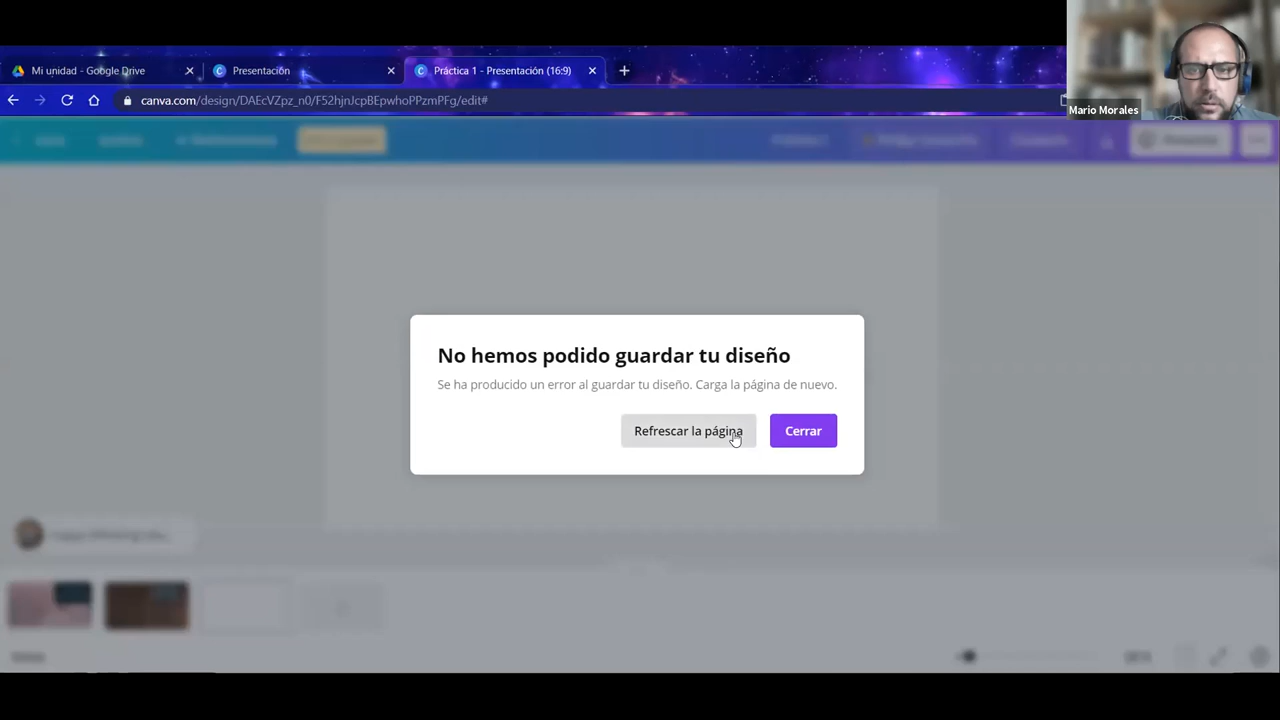 Mi unidad - Google Drive
Presentación
Práctica 1 - Presentación (16:9)
canva.com/design/DAEcVZpz_n0/F52hjnJcpBEpwhoPPzmPFg/edit#
Mario Morales
No hemos podido guardar tu diseño
Se ha producido un error al guardar tu diseño. Carga la página de nuevo.
Refrescar la página
Cerrar